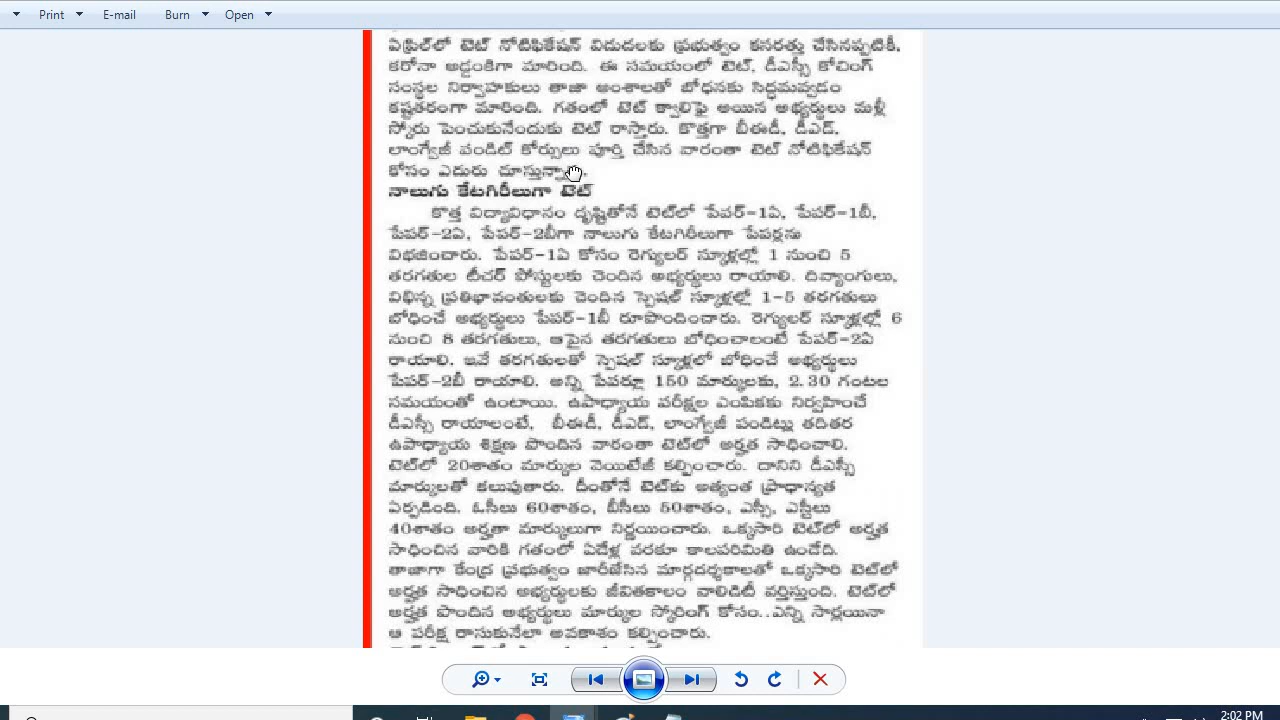 Print Burn E-mail Open
ఏప్రిల్‌లో టెట్ నోటిఫికేషన్ విడుదలకు ప్రభుత్వం కసరత్తు చేసినప్పటికీ,
కరోనా అడ్డంకిగా మారింది. ఈ సమయంలో టెట్, డీఎస్సీ కోచింగ్
సంస్థల నిర్వాహకులు తాజా అంశాలతో బోధనకు సిద్ధమవ్వడం
కష్టతరంగా మారింది. గతంలో టెట్ క్వాలిఫై అయిన అభ్యర్థులు మళ్లీ
స్కోరు పెంచుకునేందుకు టెట్ రాస్తారు. కొత్తగా బీఈడీ, డీఎడ్,
లాంగ్వేజీ పండిట్ కోర్సులు పూర్తి చేసిన వారంతా టెట్ నోటిఫికేషన్
కోసం ఎదురు చూస్తున్నారు.
నాలుగు కేటగిరీలుగా టెట్
కొత్త విద్యావిధానం దృష్టితోనే టెట్‌లో పేపర్-1ఏ, పేపర్-1బీ,
పేపర్-2ఏ, పేపర్-2బీగా నాలుగు కేటగిరీలుగా పేపర్లను
విభజించారు. పేపర్-1ఏ కోసం రెగ్యులర్ స్కూళ్లల్లో 1 నుంచి 5
తరగతుల టీచర్ పోస్టులకు చెందిన అభ్యర్థులు రాయాలి. దివ్యాంగులు,
విభిన్న ప్రతిభావంతులకు చెందిన స్పెషల్ స్కూళ్లల్లో 1-5 తరగతులు
బోధించే అభ్యర్థులు పేపర్-1బీ రూపొందించారు. రెగ్యులర్ స్కూళ్లల్లో 6
నుంచి 8 తరగతులు, ఆపైన తరగతులు బోధించాలంటే పేపర్-2ఏ
రాయాలి. ఇవే తరగతులతో స్పెషల్ స్కూళ్లలో బోధించే అభ్యర్థులు
పేపర్-2బీ రాయాలి. అన్ని పేపర్లూ 150 మార్కులకు, 2.30 గంటల
సమయంతో ఉంటాయి. ఉపాధ్యాయ పరీక్షల ఎంపికకు నిర్వహించే
డీఎస్సీ రాయాలంటే, బీఈడీ, డీఎడ్, లాంగ్వేజీ పండిట్లు తదితర
ఉపాధ్యాయ శిక్షణ పొందిన వారంతా టెట్‌లో అర్హత సాధించాలి.
టెట్‌లో 20శాతం మార్కుల వెయిటేజీ కల్పించారు. దానిని డీఎస్సీ
మార్కులతో కలుపుతారు. దీంతోనే టెట్‌కు అత్యంత ప్రాధాన్యత
ఏర్పడింది. ఓసీలు 60శాతం, బీసీలు 50శాతం, ఎస్సీ, ఎస్టీలు
40శాతం అర్హతా మార్కులుగా నిర్ణయించారు. ఒక్కసారి టెట్‌లో అర్హత
సాధించిన వారికి గతంలో ఏడేళ్ల వరకూ కాలపరిమితి ఉండేది.
తాజాగా కేంద్ర ప్రభుత్వం జారీజేసిన మార్గదర్శకాలతో ఒక్కసారి టెట్‌లో
అర్హత సాధించిన అభ్యర్థులకు జీవితకాలం వాలిడిటీ వర్తిస్తుంది. టెట్‌లో
అర్హత పొందిన అభ్యర్థులు మార్కుల స్కోరింగ్ కోసం..ఎన్ని సార్లయినా
ఆ పరీక్ష రాసుకునేలా అవకాశం కల్పించారు.
2:02 PM